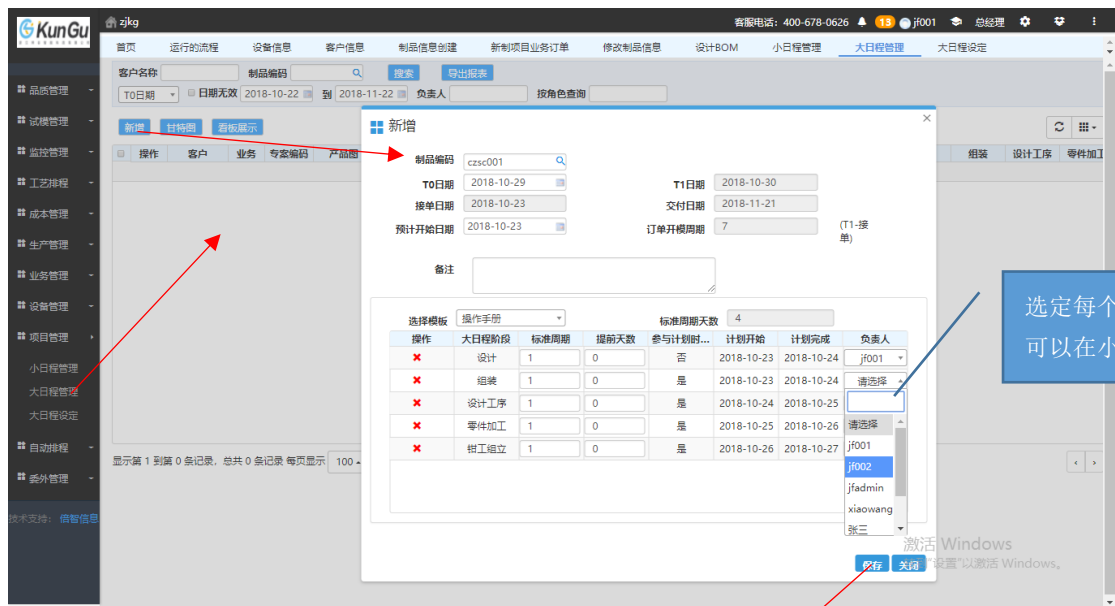 KunGu
zjkg
客服电话：400-678-0626 13 jf001 总经理
首页 运行的流程 设备信息 客户信息 制品信息创建 新制项目业务订单 修改制品信息 设计BOM 小日程管理 大日程管理 大日程设定
客户名称 制品编码 搜索 导出报表
T0日期 日期无效 2018-10-22 到 2018-11-22 负责人 按角色查询
新增 甘特图 看板展示
操作 客户 业务 专案编码 产品图 组装 设计工序 零件加工
品质管理
试模管理
监控管理
工艺排程
成本管理
生产管理
业务管理
设备管理
项目管理
小日程管理
大日程管理
大日程设定
自动排程
委外管理
技术支持：倍智信息
显示第 1 到第 0 条记录，总共 0 条记录 每页显示 100
新增 ×
制品编码 czsc001
T0日期 2018-10-29 T1日期 2018-10-30
接单日期 2018-10-23 交付日期 2018-11-21
预计开始日期 2018-10-23 订单开模周期 7 (T1-接
单)
备注
选择模板 操作手册 标准周期天数 4
操作 大日程阶段 标准周期 提前天数 参与计划时... 计划开始 计划完成 负责人
设计 1 0 否 2018-10-23 2018-10-24 jf001
组装 1 0 是 2018-10-23 2018-10-24 请选择
设计工序 1 0 是 2018-10-24 2018-10-25
零件加工 1 0 是 2018-10-25 2018-10-26
钳工组立 1 0 是 2018-10-26 2018-10-27
请选择
jf001
jf002
jfadmin
xiaowang
张三
保存 关闭
选定每个
可以在小
激活 Windows
"设置"以激活 Windows。